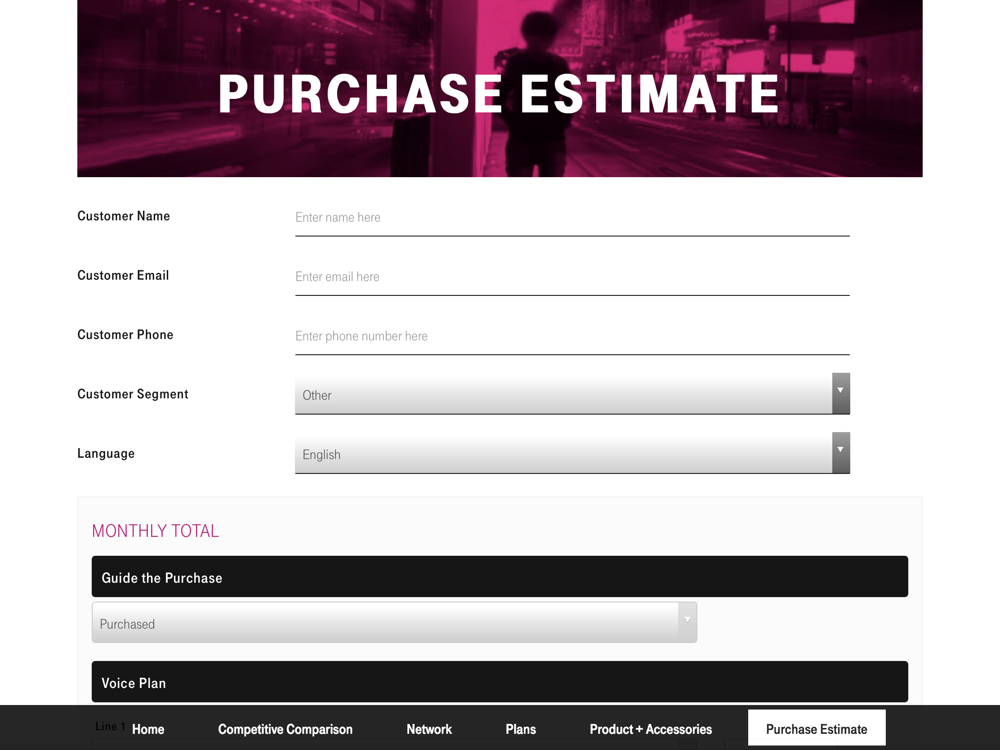 PURCHASE ESTIMATE
Customer Name
Enter name here
Customer Email
Enter email here
Customer Phone
Enter phone number here
Customer Segment
Other
Language
English
MONTHLY TOTAL
Guide the Purchase
Purchased
Voice Plan
Line 1
Home
Competitive Comparison
Network
Plans
Product + Accessories
Purchase Estimate